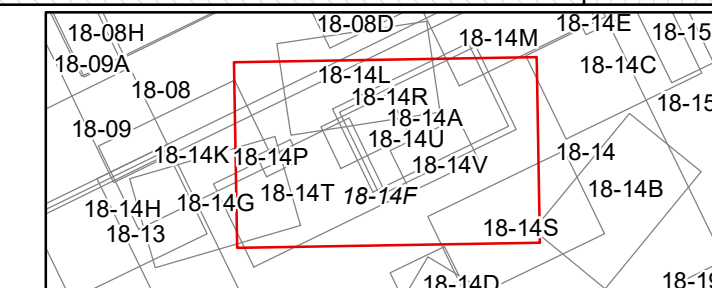 18-08H
18-08D
18-14E
18-15
18-14M
18-09A
18-14L
18-14C
18-08
18-14R
18-15
18-14A
18-09
18-14U
18-14K
18-14P
18-14V
18-14
18-14T
18-14F
18-14B
18-14H
18-14G
18-13
18-14S
18-14D
18-19